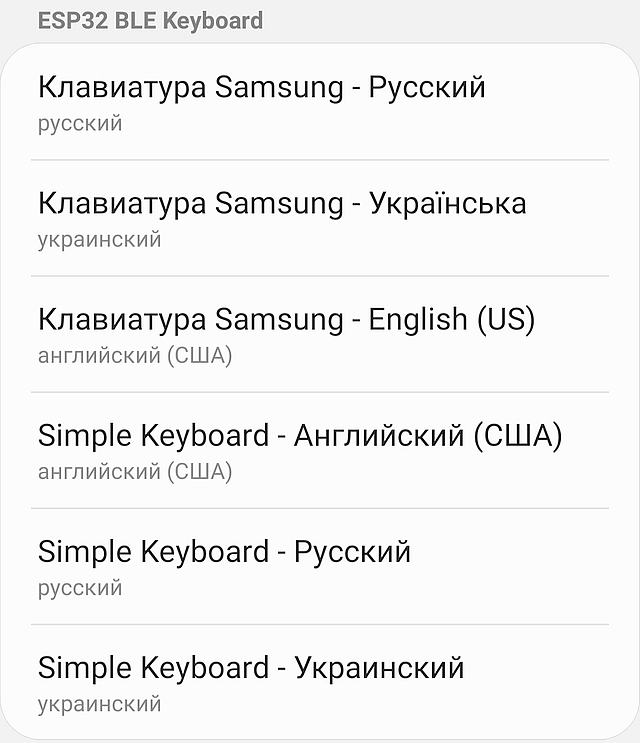 ESP32 BLE Keyboard
Клавиатура Samsung - Русский
русский
Клавиатура Samsung - Українська
украинский
Клавиатура Samsung - English (US)
английский (США)
Simple Keyboard - Английский (США)
английский (США)
Simple Keyboard - Русский
русский
Simple Keyboard - Украинский
украинский